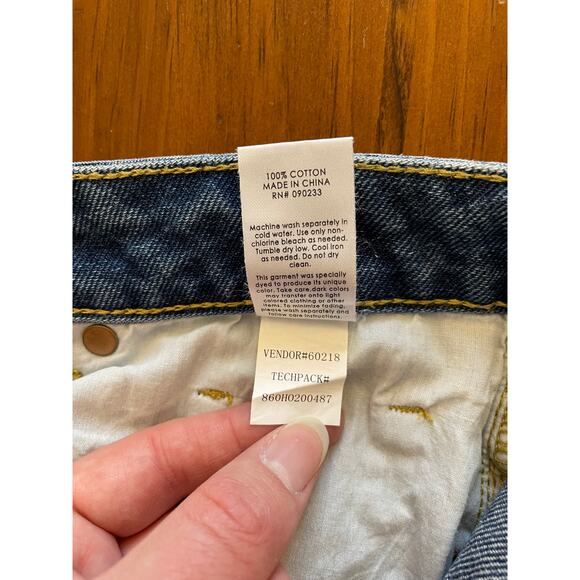 100% COTTON
MADE IN CHINA
RN# 090233
Machine wash separately in
cold water. Use only non-
chlorine bleach as needed.
Tumble dry low. Cool iron
as needed. Do not dry
clean.
This garment was specially
dyed to produce its unique
color. Take care,dark colors
may transfer onto light
colored clothing or other
items. To minimize fading,
please wash separately and
follow care instructions.
VENDOR#60218
TECHPACK#
860H0200487